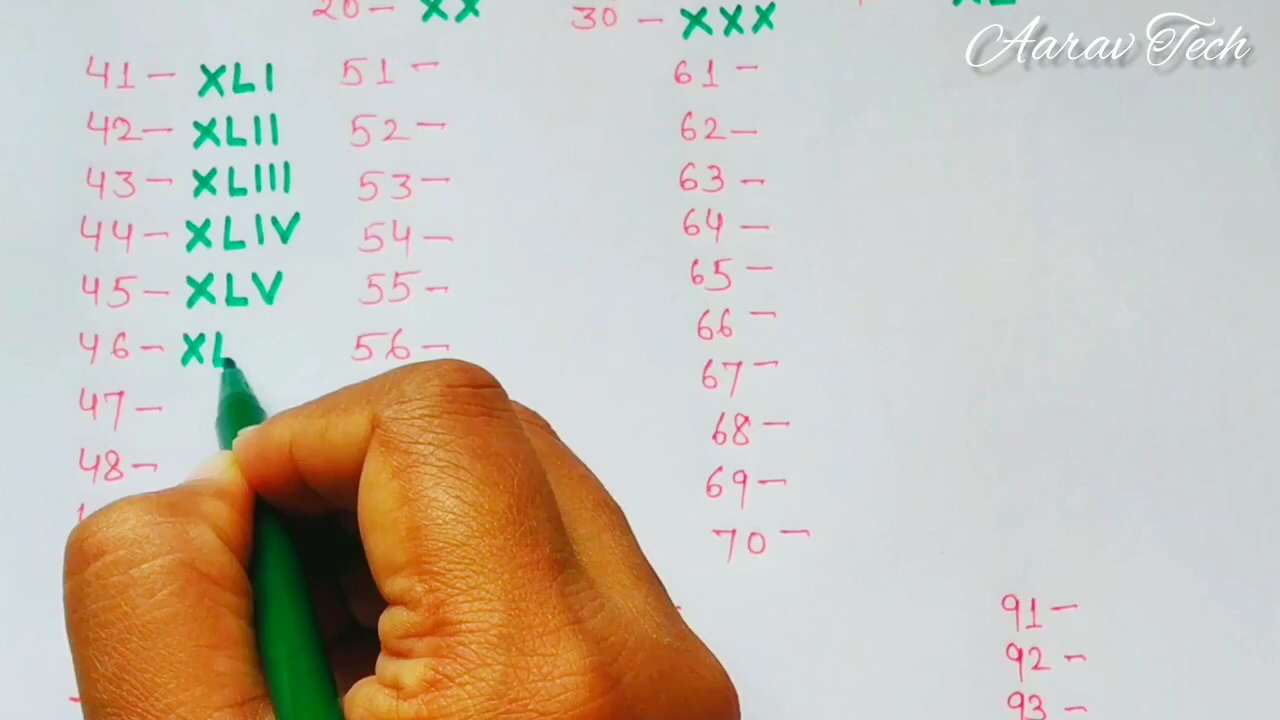 20 – XX
30 – XXX
Aarav Tech
41 – XLI
42 – XLII
43 – XLIII
44 – XLIV
45 – XLV
46 – XL
47 –
48 –
51 –
52 –
53 –
54 –
55 –
56 –
61 –
62 –
63 –
64 –
65 –
66 –
67 –
68 –
69 –
70 –
91 –
92 –
93 –